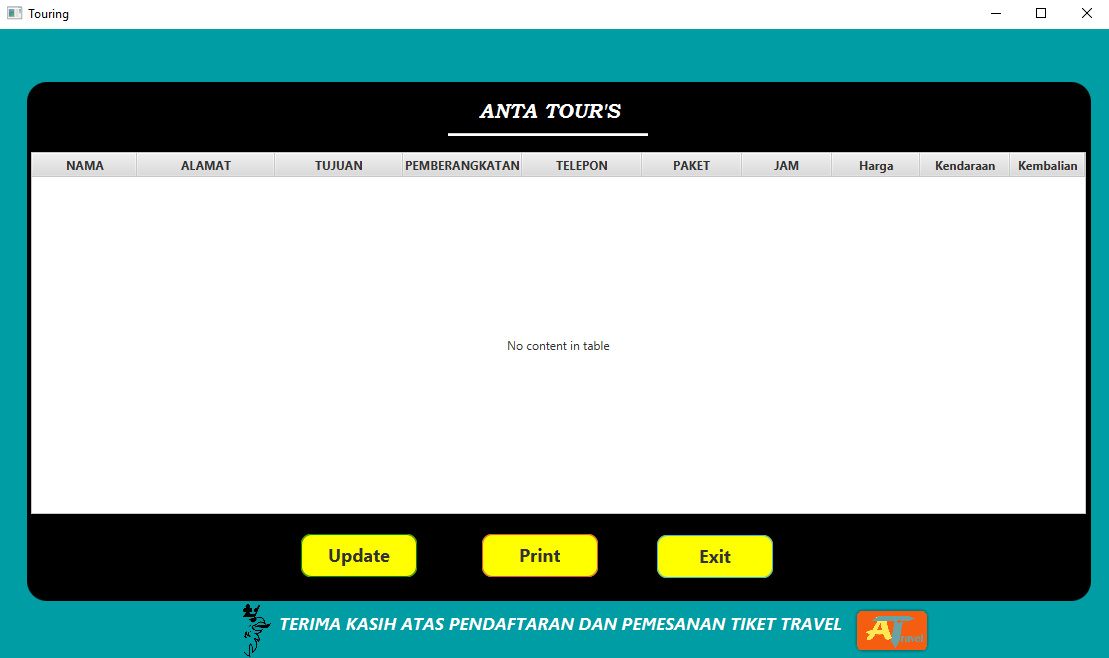 Touring
ANTA TOUR'S
NAMA ALAMAT TUJUAN PEMBERANGKATAN TELEPON PAKET JAM Harga Kendaraan Kembalian
No content in table
Update Print Exit
TERIMA KASIH ATAS PENDAFTARAN DAN PEMESANAN TIKET TRAVEL
AT ravel